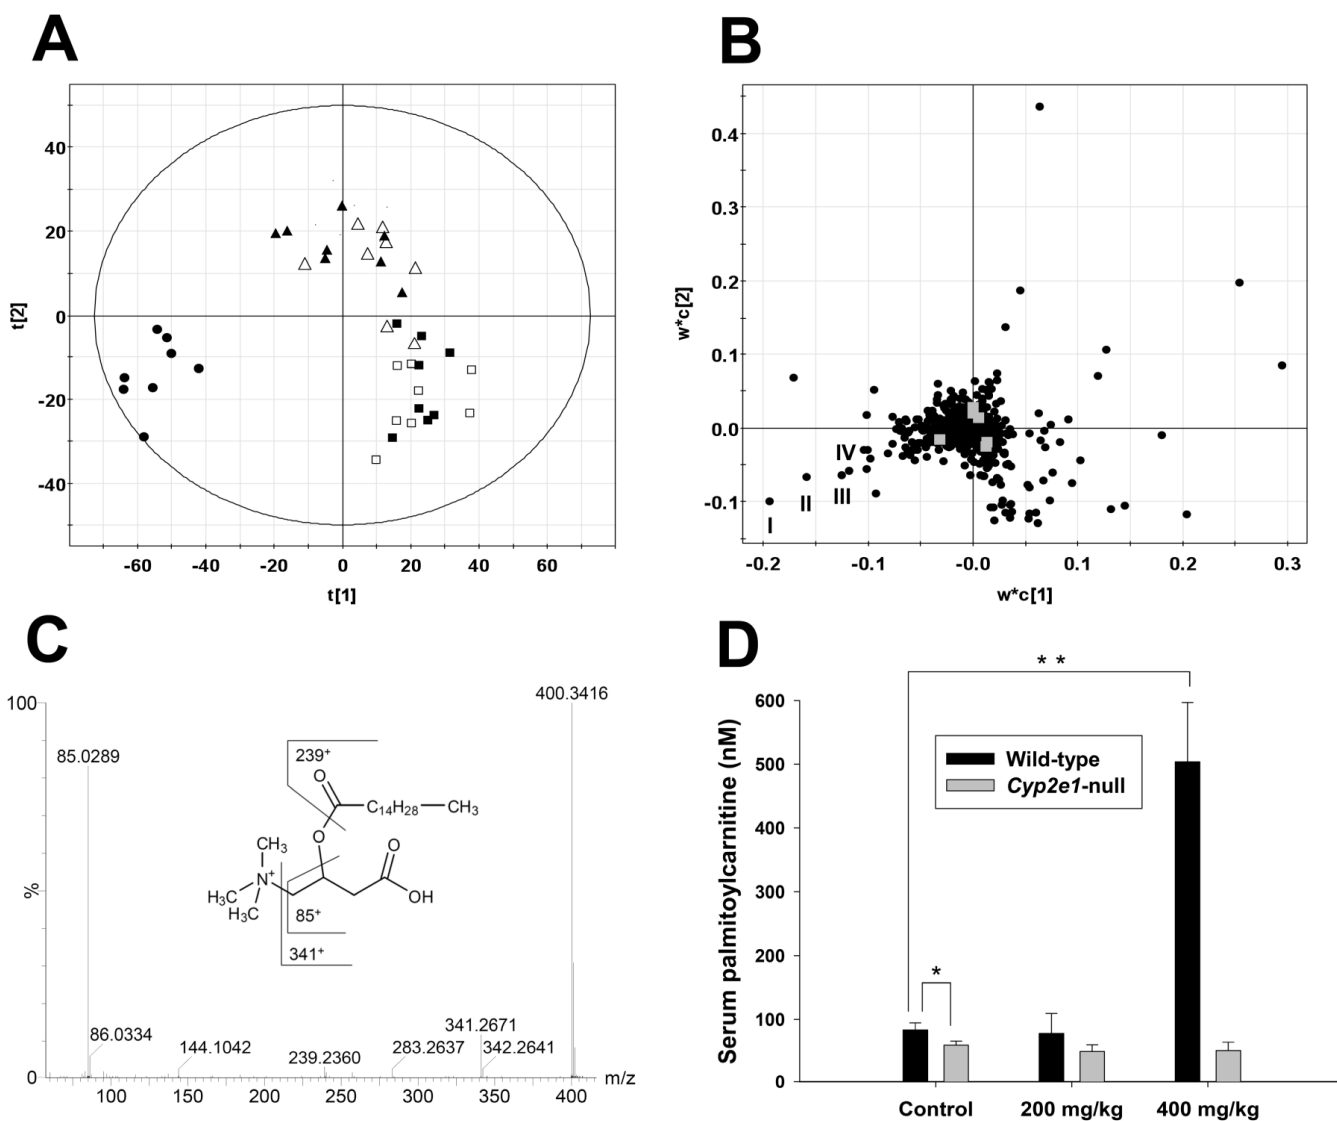 A
t[2]
40
20
0
-20
-40
-60
-40
-20
0
20
40
60
t[1]
B
w*c[2]
0.4
0.3
0.2
0.1
0.0
-0.1
IV
III
II
I
-0.2
-0.1
-0.0
0.1
0.2
0.3
w*c[1]
C
100
%
0
400.3416
85.0289
239⁺
O
C₁₄H₂₈—CH₃
O
CH₃
O
N⁺
H₃C
OH
H₃C
85⁺
341⁺
86.0334
144.1042
239.2360
283.2637
341.2671
342.2641
100
150
200
250
300
350
400
m/z
D
Serum palmitoylcarnitine (nM)
600
500
400
300
200
100
0
* *
*
Wild-type
Cyp2e1-null
Control
200 mg/kg
400 mg/kg